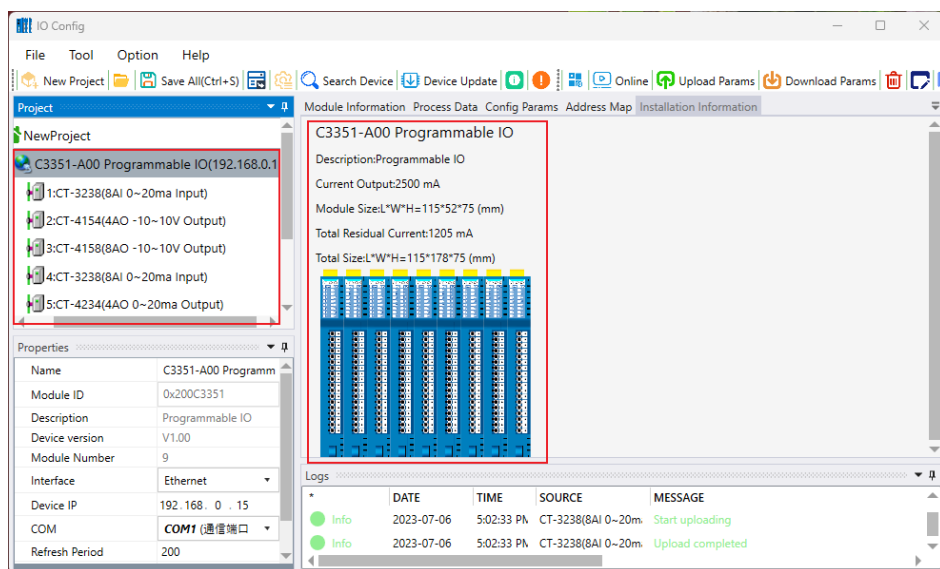 IO Config
File Tool Option Help
New Project Save All(Ctrl+S) Search Device Device Update Online Upload Params Download Params
Project
NewProject
C3351-A00 Programmable IO(192.168.0.1
1:CT-3238(8AI 0~20ma Input)
2:CT-4154(4AO -10~10V Output)
3:CT-4158(8AO -10~10V Output)
4:CT-3238(8AI 0~20ma Input)
5:CT-4234(4AO 0~20ma Output)
Module Information Process Data Config Params Address Map Installation Information
C3351-A00 Programmable IO
Description:Programmable IO
Current Output:2500 mA
Module Size:L*W*H=115*52*75 (mm)
Total Residual Current:1205 mA
Total Size:L*W*H=115*178*75 (mm)
Properties
Name C3351-A00 Programm
Module ID 0x200C3351
Description Programmable IO
Device version V1.00
Module Number 9
Interface Ethernet
Device IP 192 . 168 . 0 . 15
COM COM1 (通信端口
Refresh Period 200
Logs
* DATE TIME SOURCE MESSAGE
Info 2023-07-06 5:02:33 PM CT-3238(8AI 0~20m Start uploading
Info 2023-07-06 5:02:33 PM CT-3238(8AI 0~20m Upload completed